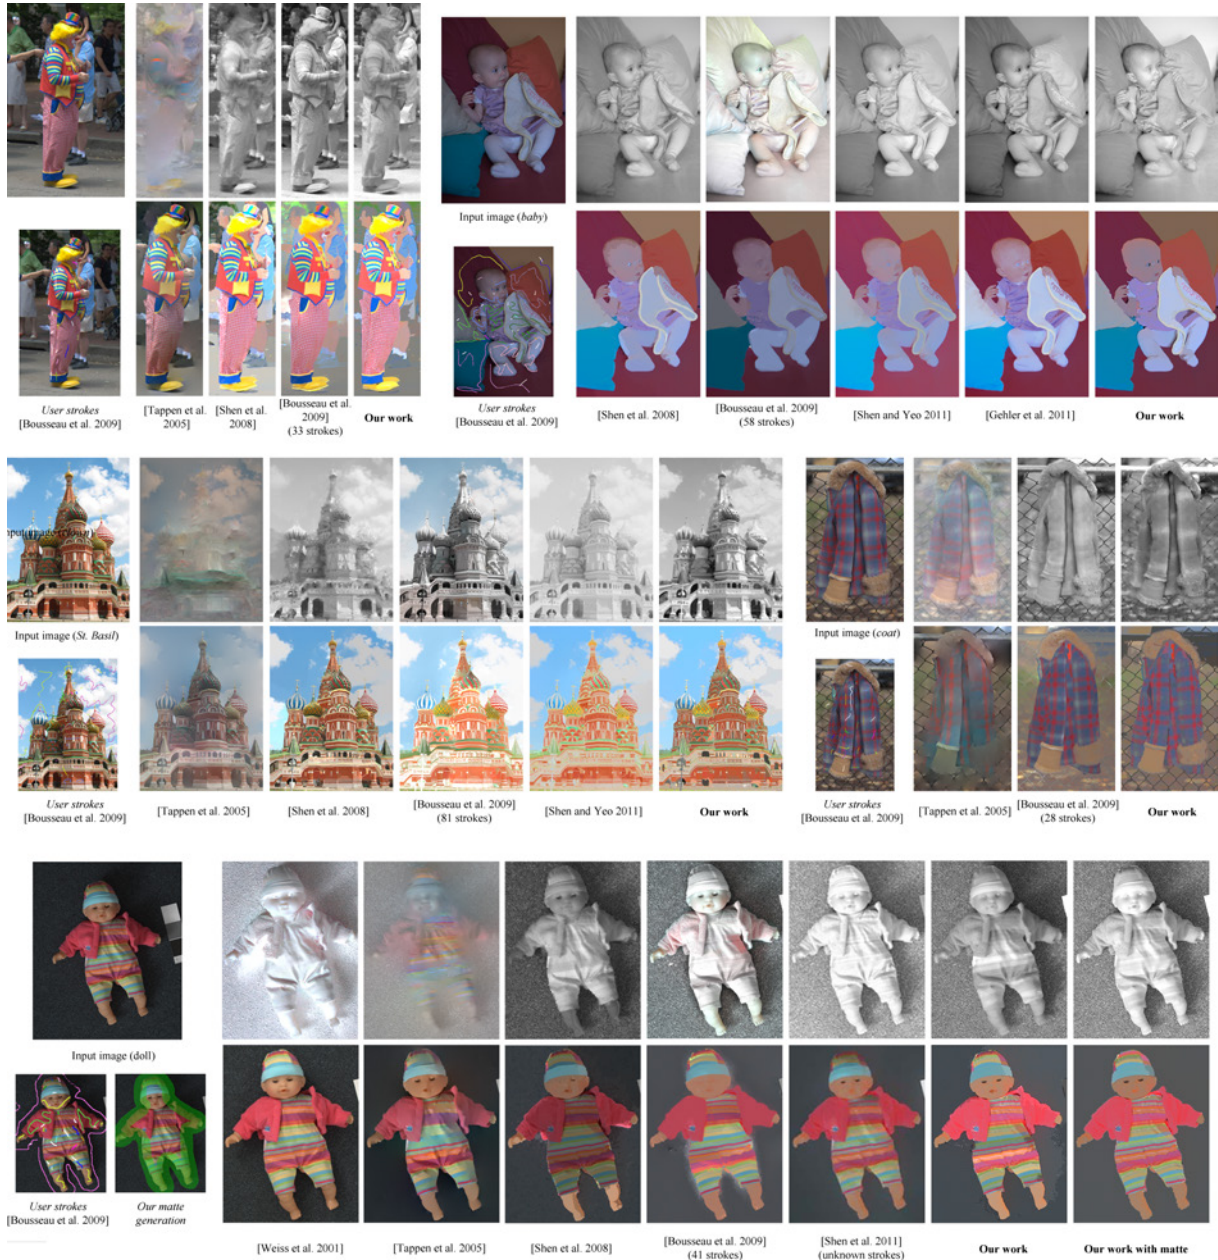 Input image (baby)
User strokes
[Bousseau et al. 2009]
[Tappen et al.
2005]
[Shen et al.
2008]
[Bousseau et al.
2009]
(33 strokes)
Our work
User strokes
[Bousseau et al. 2009]
[Shen et al. 2008]
[Bousseau et al. 2009]
(58 strokes)
[Shen and Yeo 2011]
[Gehler et al. 2011]
Our work
Input image (clown)
Input image (St. Basil)
User strokes
[Bousseau et al. 2009]
[Tappen et al. 2005]
[Shen et al. 2008]
[Bousseau et al. 2009]
(81 strokes)
[Shen and Yeo 2011]
Our work
Input image (coat)
User strokes
[Bousseau et al. 2009]
[Tappen et al. 2005]
[Bousseau et al. 2009]
(28 strokes)
Our work
Input image (doll)
User strokes
[Bousseau et al. 2009]
Our matte
generation
[Weiss et al. 2001]
[Tappen et al. 2005]
[Shen et al. 2008]
[Bousseau et al. 2009]
(41 strokes)
[Shen et al. 2011]
(unknown strokes)
Our work
Our work with matte